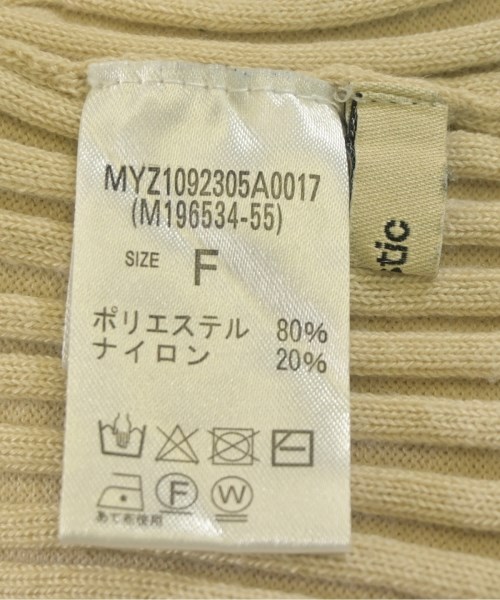 MYZ1092305A0017
(M196534-55)
SIZE F
ポリエステル 80%
ナイロン 20%
F W
あて布使用
stic